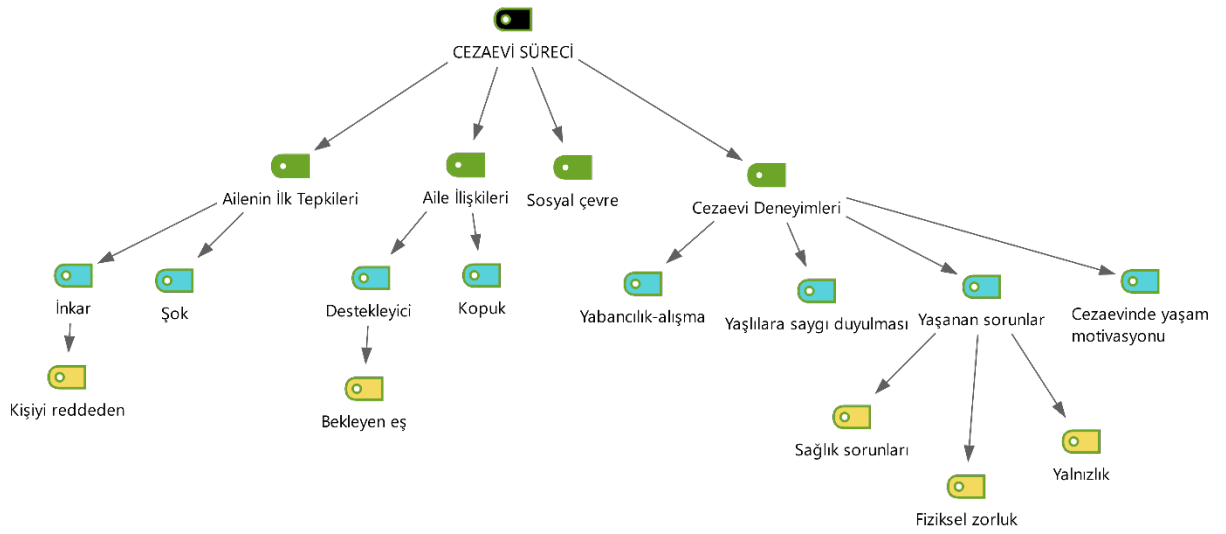 CEZAEVİ SÜRECİ
Ailenin İlk Tepkileri
Aile İlişkileri
Sosyal çevre
Cezaevi Deneyimleri
İnkar
Şok
Destekleyici
Kopuk
Yabancılık-alışma
Yaşlılara saygı duyulması
Yaşanan sorunlar
Cezaevinde yaşam
motivasyonu
Kişiyi reddeden
Bekleyen eş
Sağlık sorunları
Yalnızlık
Fiziksel zorluk